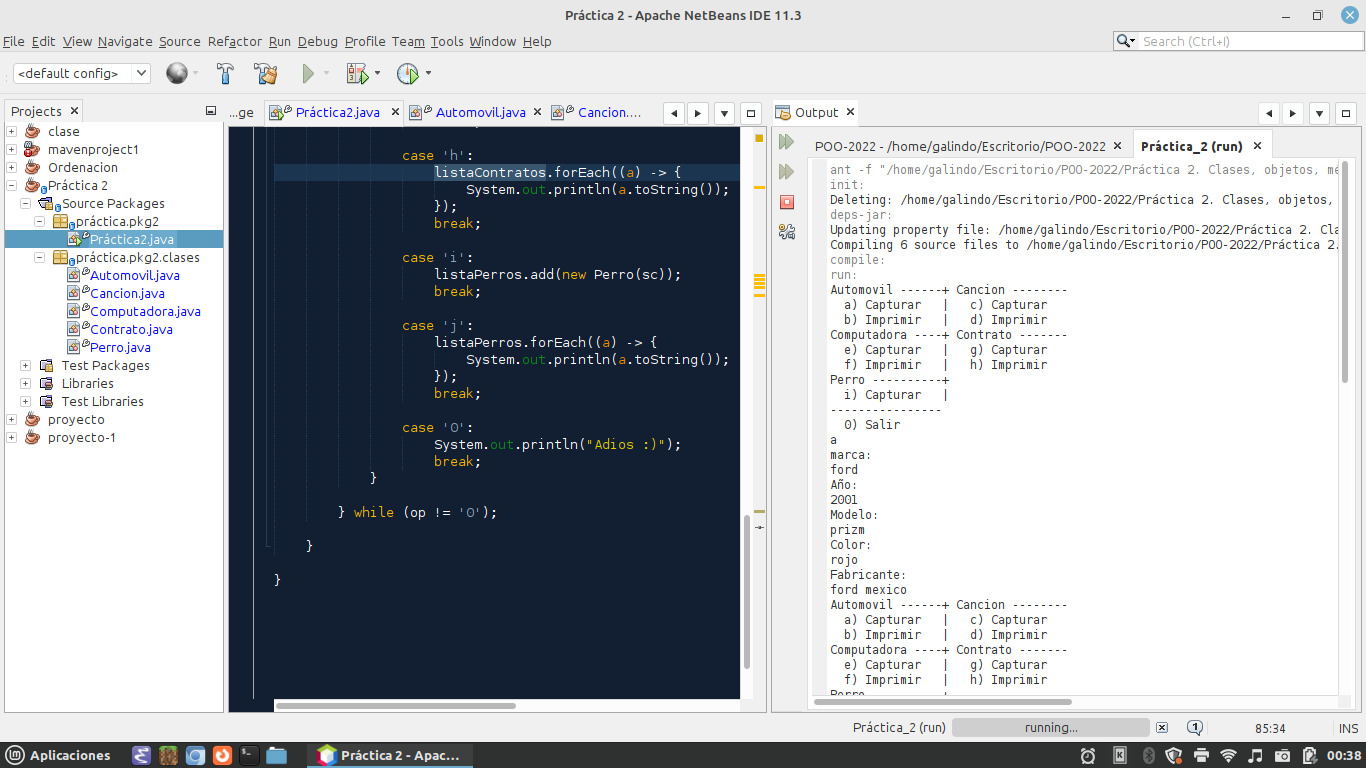 Práctica 2 - Apache NetBeans IDE 11.3
File Edit View Navigate Source Refactor Run Debug Profile Team Tools Window Help
Search (Ctrl+I)
<default config>
Projects
clase
mavenproject1
Ordenacion
Práctica 2
Source Packages
práctica.pkg2
Práctica2.java
práctica.pkg2.clases
Automovil.java
Cancion.java
Computadora.java
Contrato.java
Perro.java
Test Packages
Libraries
Test Libraries
proyecto
proyecto-1
...ge Práctica2.java Automovil.java Cancion....
case 'h':
listaContratos.forEach((a) -> {
System.out.println(a.toString());
});
break;
case 'i':
listaPerros.add(new Perro(sc));
break;
case 'j':
listaPerros.forEach((a) -> {
System.out.println(a.toString());
});
break;
case '0':
System.out.println("Adios :)");
break;
}
} while (op != '0');
}
}
Output
POO-2022 - /home/galindo/Escritorio/POO-2022 Práctica_2 (run)
ant -f "/home/galindo/Escritorio/POO-2022/Práctica 2. Clases, objetos, mé
init:
Deleting: /home/galindo/Escritorio/POO-2022/Práctica 2. Clases, objetos,
deps-jar:
Updating property file: /home/galindo/Escritorio/POO-2022/Práctica 2. Cla
Compiling 6 source files to /home/galindo/Escritorio/POO-2022/Práctica 2.
compile:
run:
Automovil ------+ Cancion --------
a) Capturar | c) Capturar
b) Imprimir | d) Imprimir
Computadora ----+ Contrato -------
e) Capturar | g) Capturar
f) Imprimir | h) Imprimir
Perro ----------+
i) Capturar |
----------------
0) Salir
a
marca:
ford
Año:
2001
Modelo:
prizm
Color:
rojo
Fabricante:
ford mexico
Automovil ------+ Cancion --------
a) Capturar | c) Capturar
b) Imprimir | d) Imprimir
Computadora ----+ Contrato -------
e) Capturar | g) Capturar
f) Imprimir | h) Imprimir
Perro ----------+
Práctica_2 (run) running... 1 85:34 INS
Aplicaciones Práctica 2 - Apac... 00:38